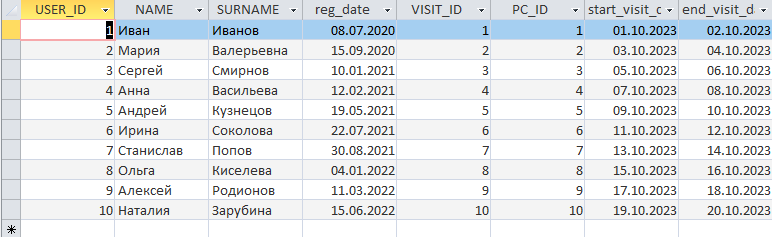 USER_ID NAME SURNAME reg_date VISIT_ID PC_ID start_visit_d end_visit_d
1 Иван Иванов 08.07.2020 1 1 01.10.2023 02.10.2023
2 Мария Валерьевна 15.09.2020 2 2 03.10.2023 04.10.2023
3 Сергей Смирнов 10.01.2021 3 3 05.10.2023 06.10.2023
4 Анна Васильева 12.02.2021 4 4 07.10.2023 08.10.2023
5 Андрей Кузнецов 19.05.2021 5 5 09.10.2023 10.10.2023
6 Ирина Соколова 22.07.2021 6 6 11.10.2023 12.10.2023
7 Станислав Попов 30.08.2021 7 7 13.10.2023 14.10.2023
8 Ольга Киселева 04.01.2022 8 8 15.10.2023 16.10.2023
9 Алексей Родионов 11.03.2022 9 9 17.10.2023 18.10.2023
10 Наталия Зарубина 15.06.2022 10 10 19.10.2023 20.10.2023